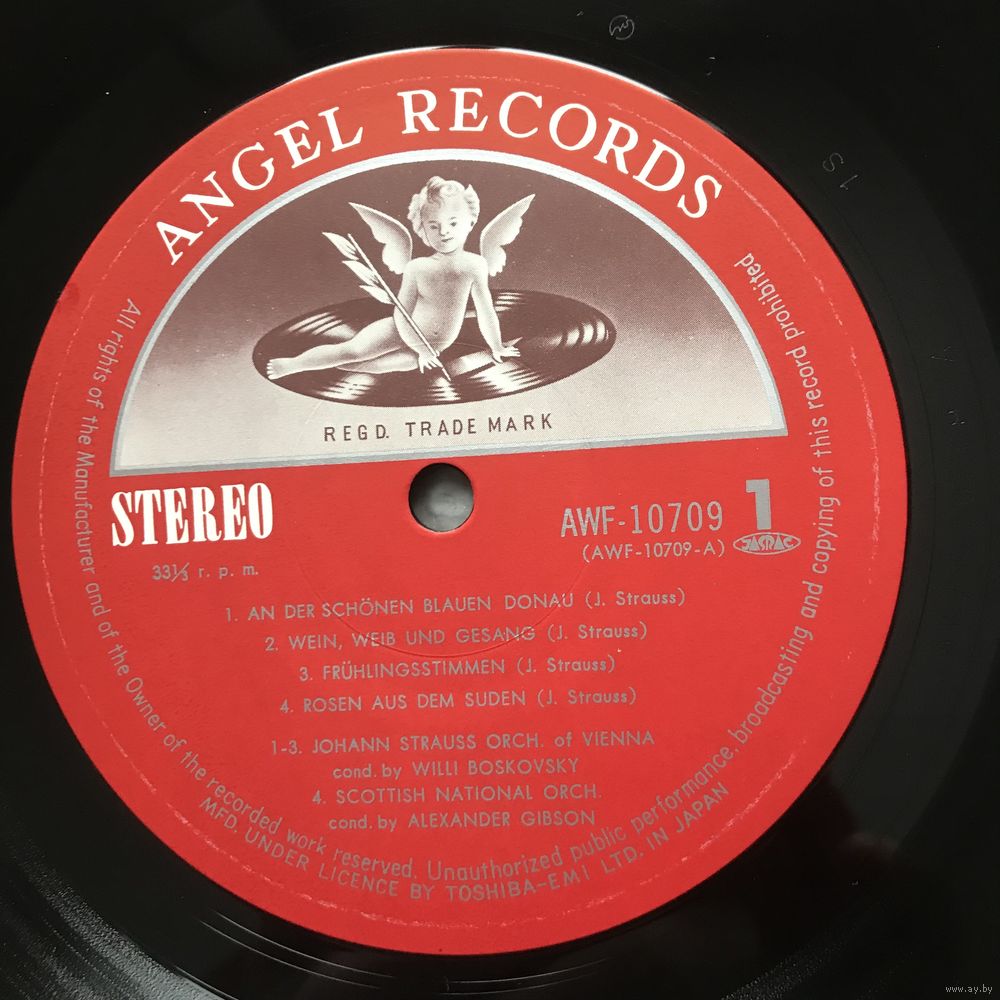 ANGEL RECORDS
REGD. TRADE MARK
STEREO
33⅓ r. p. m.
AWF-10709 1
(AWF-10709-A) JASRAC
1. AN DER SCHÖNEN BLAUEN DONAU (J. Strauss)
2. WEIN, WEIB UND GESANG (J. Strauss)
3. FRÜHLINGSSTIMMEN (J. Strauss)
4. ROSEN AUS DEM SUDEN (J. Strauss)
1-3. JOHANN STRAUSS ORCH. of VIENNA
cond. by WILLI BOSKOVSKY
4. SCOTTISH NATIONAL ORCH.
cond. by ALEXANDER GIBSON
All rights of the Manufacturer and of the Owner of the recorded work reserved. Unauthorized public performance, broadcasting and copying of this record prohibited
MFD. UNDER LICENCE BY TOSHIBA-EMI LTD. IN JAPAN
1S
www.ay.by